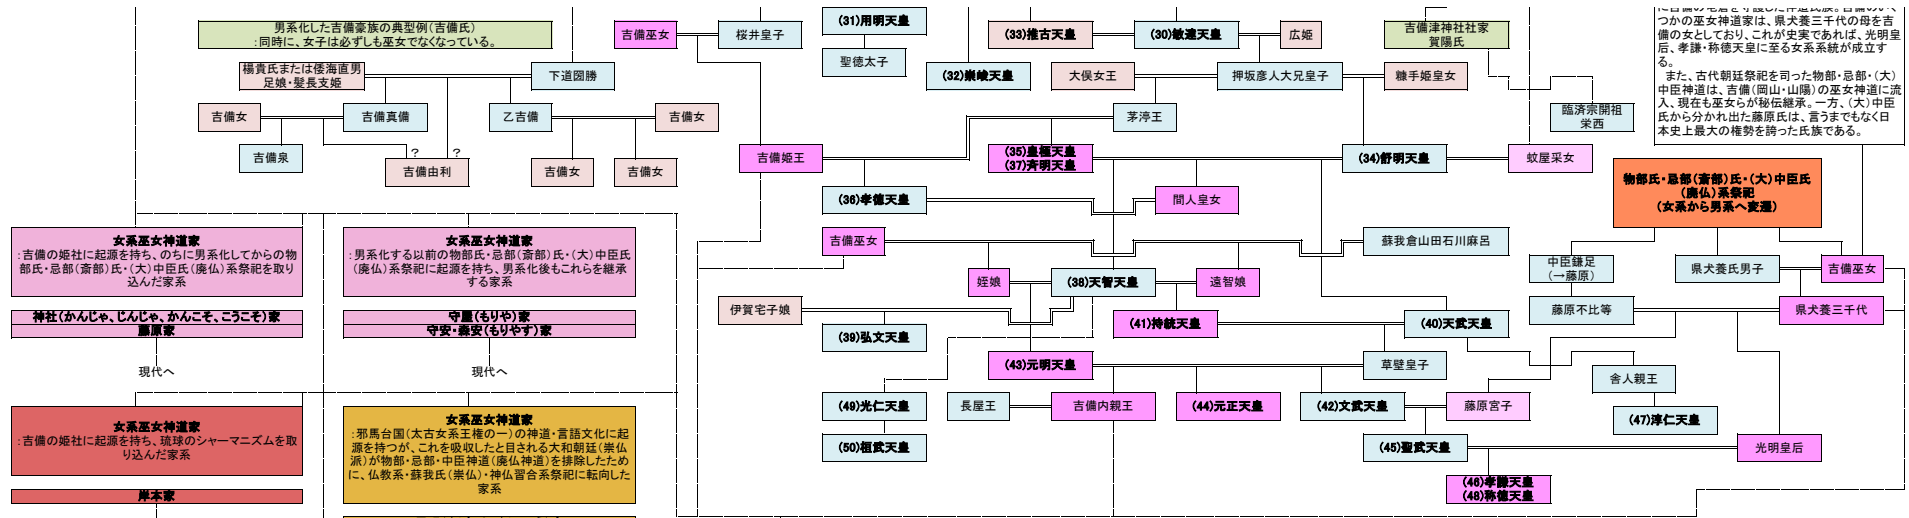 男系化した吉備豪族の典型例（吉備氏）
：同時に、女子は必ずしも巫女でなくなっている。
吉備巫女
桜井皇子
(31)用明天皇
(33)推古天皇
(30)敏達天皇
広姫
吉備津神社社家
賀陽氏
つかの巫女神道家は、県犬養三千代の母を吉
備の女としており、これが史実であれば、光明皇
后、孝謙・称徳天皇に至る女系系統が成立す
る。
また、古代朝廷祭祀を司った物部・忌部・(大)
中臣神道は、吉備(岡山・山陽)の巫女神道に流
入、現在も巫女らが秘伝継承。一方、(大)中臣
氏から分かれ出た藤原氏は、言うまでもなく日
本史上最大の権勢を誇った氏族である。
楊貴氏または倭海直男
足娘・髪長支姫
下道圀勝
聖徳太子
(32)崇峻天皇
大俣女王
押坂彦人大兄皇子
糠手姫皇女
吉備女
吉備真備
乙吉備
吉備女
茅渟王
臨済宗開祖
栄西
吉備泉
?
?
吉備由利
吉備女
吉備女
吉備姫王
(35)皇極天皇
(37)斉明天皇
(34)舒明天皇
蚊屋采女
物部氏・忌部(斎部)氏・(大)中臣氏
(廃仏)系祭祀
(女系から男系へ変遷)
(36)孝徳天皇
間人皇女
女系巫女神道家
：吉備の姫社に起源を持ち、のちに男系化してからの物
部氏・忌部(斎部)氏・(大)中臣氏(廃仏)系祭祀を取り
込んだ家系
女系巫女神道家
：男系化する以前の物部氏・忌部(斎部)氏・(大)中臣氏
(廃仏)系祭祀に起源を持ち、男系化後もこれらを継承
する家系
吉備巫女
蘇我倉山田石川麻呂
中臣鎌足
(→藤原)
県犬養氏男子
吉備巫女
姪娘
(38)天智天皇
遠智娘
神社(かんじゃ、じんじゃ、かんこそ、こうこそ)家
藤原家
守屋(もりや)家
守安・森安(もりやす)家
伊賀宅子娘
藤原不比等
県犬養三千代
(39)弘文天皇
(41)持統天皇
(40)天武天皇
現代へ
現代へ
(43)元明天皇
草壁皇子
舎人親王
(49)光仁天皇
長屋王
吉備内親王
(44)元正天皇
(42)文武天皇
藤原宮子
(47)淳仁天皇
女系巫女神道家
：吉備の姫社に起源を持ち、琉球のシャーマニズムを取
り込んだ家系
女系巫女神道家
：邪馬台国(太古女系王権の一)の神道・言語文化に起
源を持つが、これを吸収したと目される大和朝廷(崇仏
派)が物部・忌部・中臣神道(廃仏神道)を排除したため
に、仏教系・蘇我氏(崇仏)・神仏習合系祭祀に転向した
家系
(50)桓武天皇
(45)聖武天皇
光明皇后
岸本家
(46)孝謙天皇
(48)称徳天皇